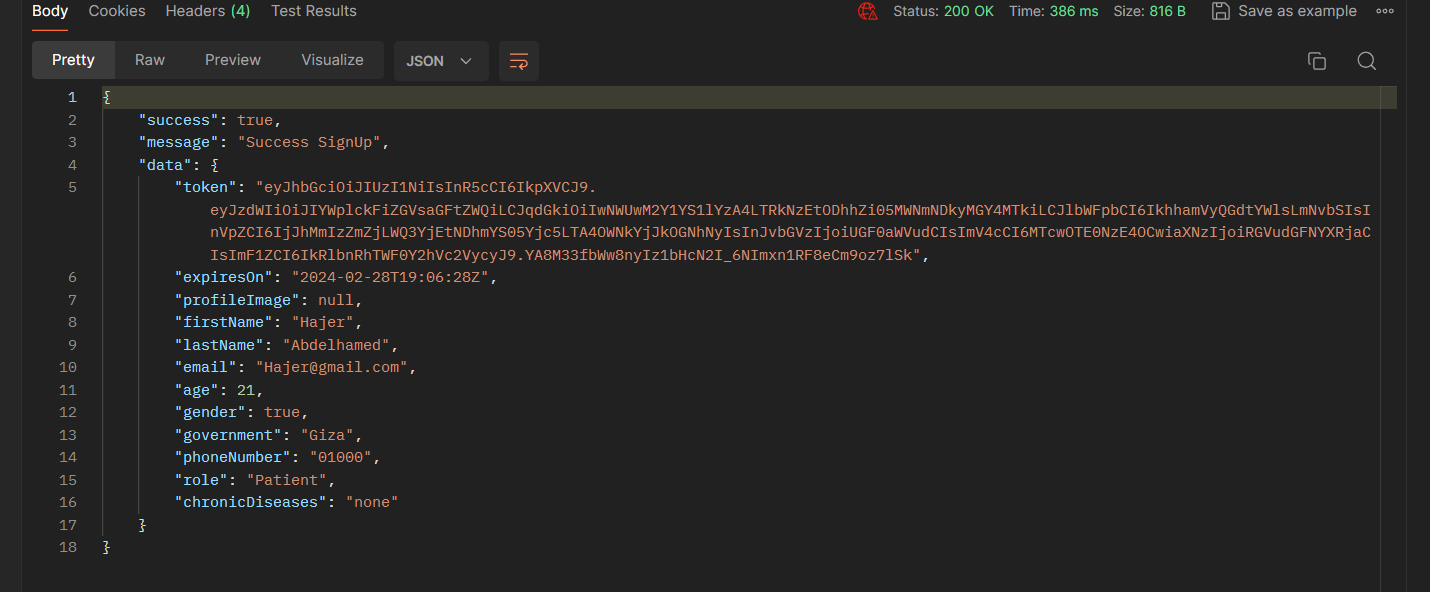 Body Cookies Headers (4) Test Results Status: 200 OK Time: 386 ms Size: 816 B Save as example
Pretty Raw Preview Visualize JSON
1 {
2 "success": true,
3 "message": "Success SignUp",
4 "data": {
5 "token": "eyJhbGciOiJIUzI1NiIsInR5cCI6IkpXVCJ9.
eyJzdWIiOiJIYWplckFiZGVsaGFtZWQiLCJqdGkiOiIwNWUwM2Y1YS1lYzA4LTRkNzEtODhhZi05MWNmNDkyMGY4MTkiLCJlbWFpbCI6IkhhamVyQGdtYWlsLmNvbSIsI
nVpZCI6IjJhMmIzZmZjLWQ3YjEtNDhmYS05Yjc5LTA4OWNkYjJkOGNhNyIsInJvbGVzIjoiUGF0aWVudCIsImV4cCI6MTcwOTE0NzE4OCwiaXNzIjoiRGVudGFNYXRjaC
IsImF1ZCI6IkRlbnRhTWF0Y2hVc2VycyJ9.YA8M33fbWw8nyIz1bHcN2I_6NImxn1RF8eCm9oz7lSk",
6 "expiresOn": "2024-02-28T19:06:28Z",
7 "profileImage": null,
8 "firstName": "Hajer",
9 "lastName": "Abdelhamed",
10 "email": "Hajer@gmail.com",
11 "age": 21,
12 "gender": true,
13 "government": "Giza",
14 "phoneNumber": "01000",
15 "role": "Patient",
16 "chronicDiseases": "none"
17 }
18 }